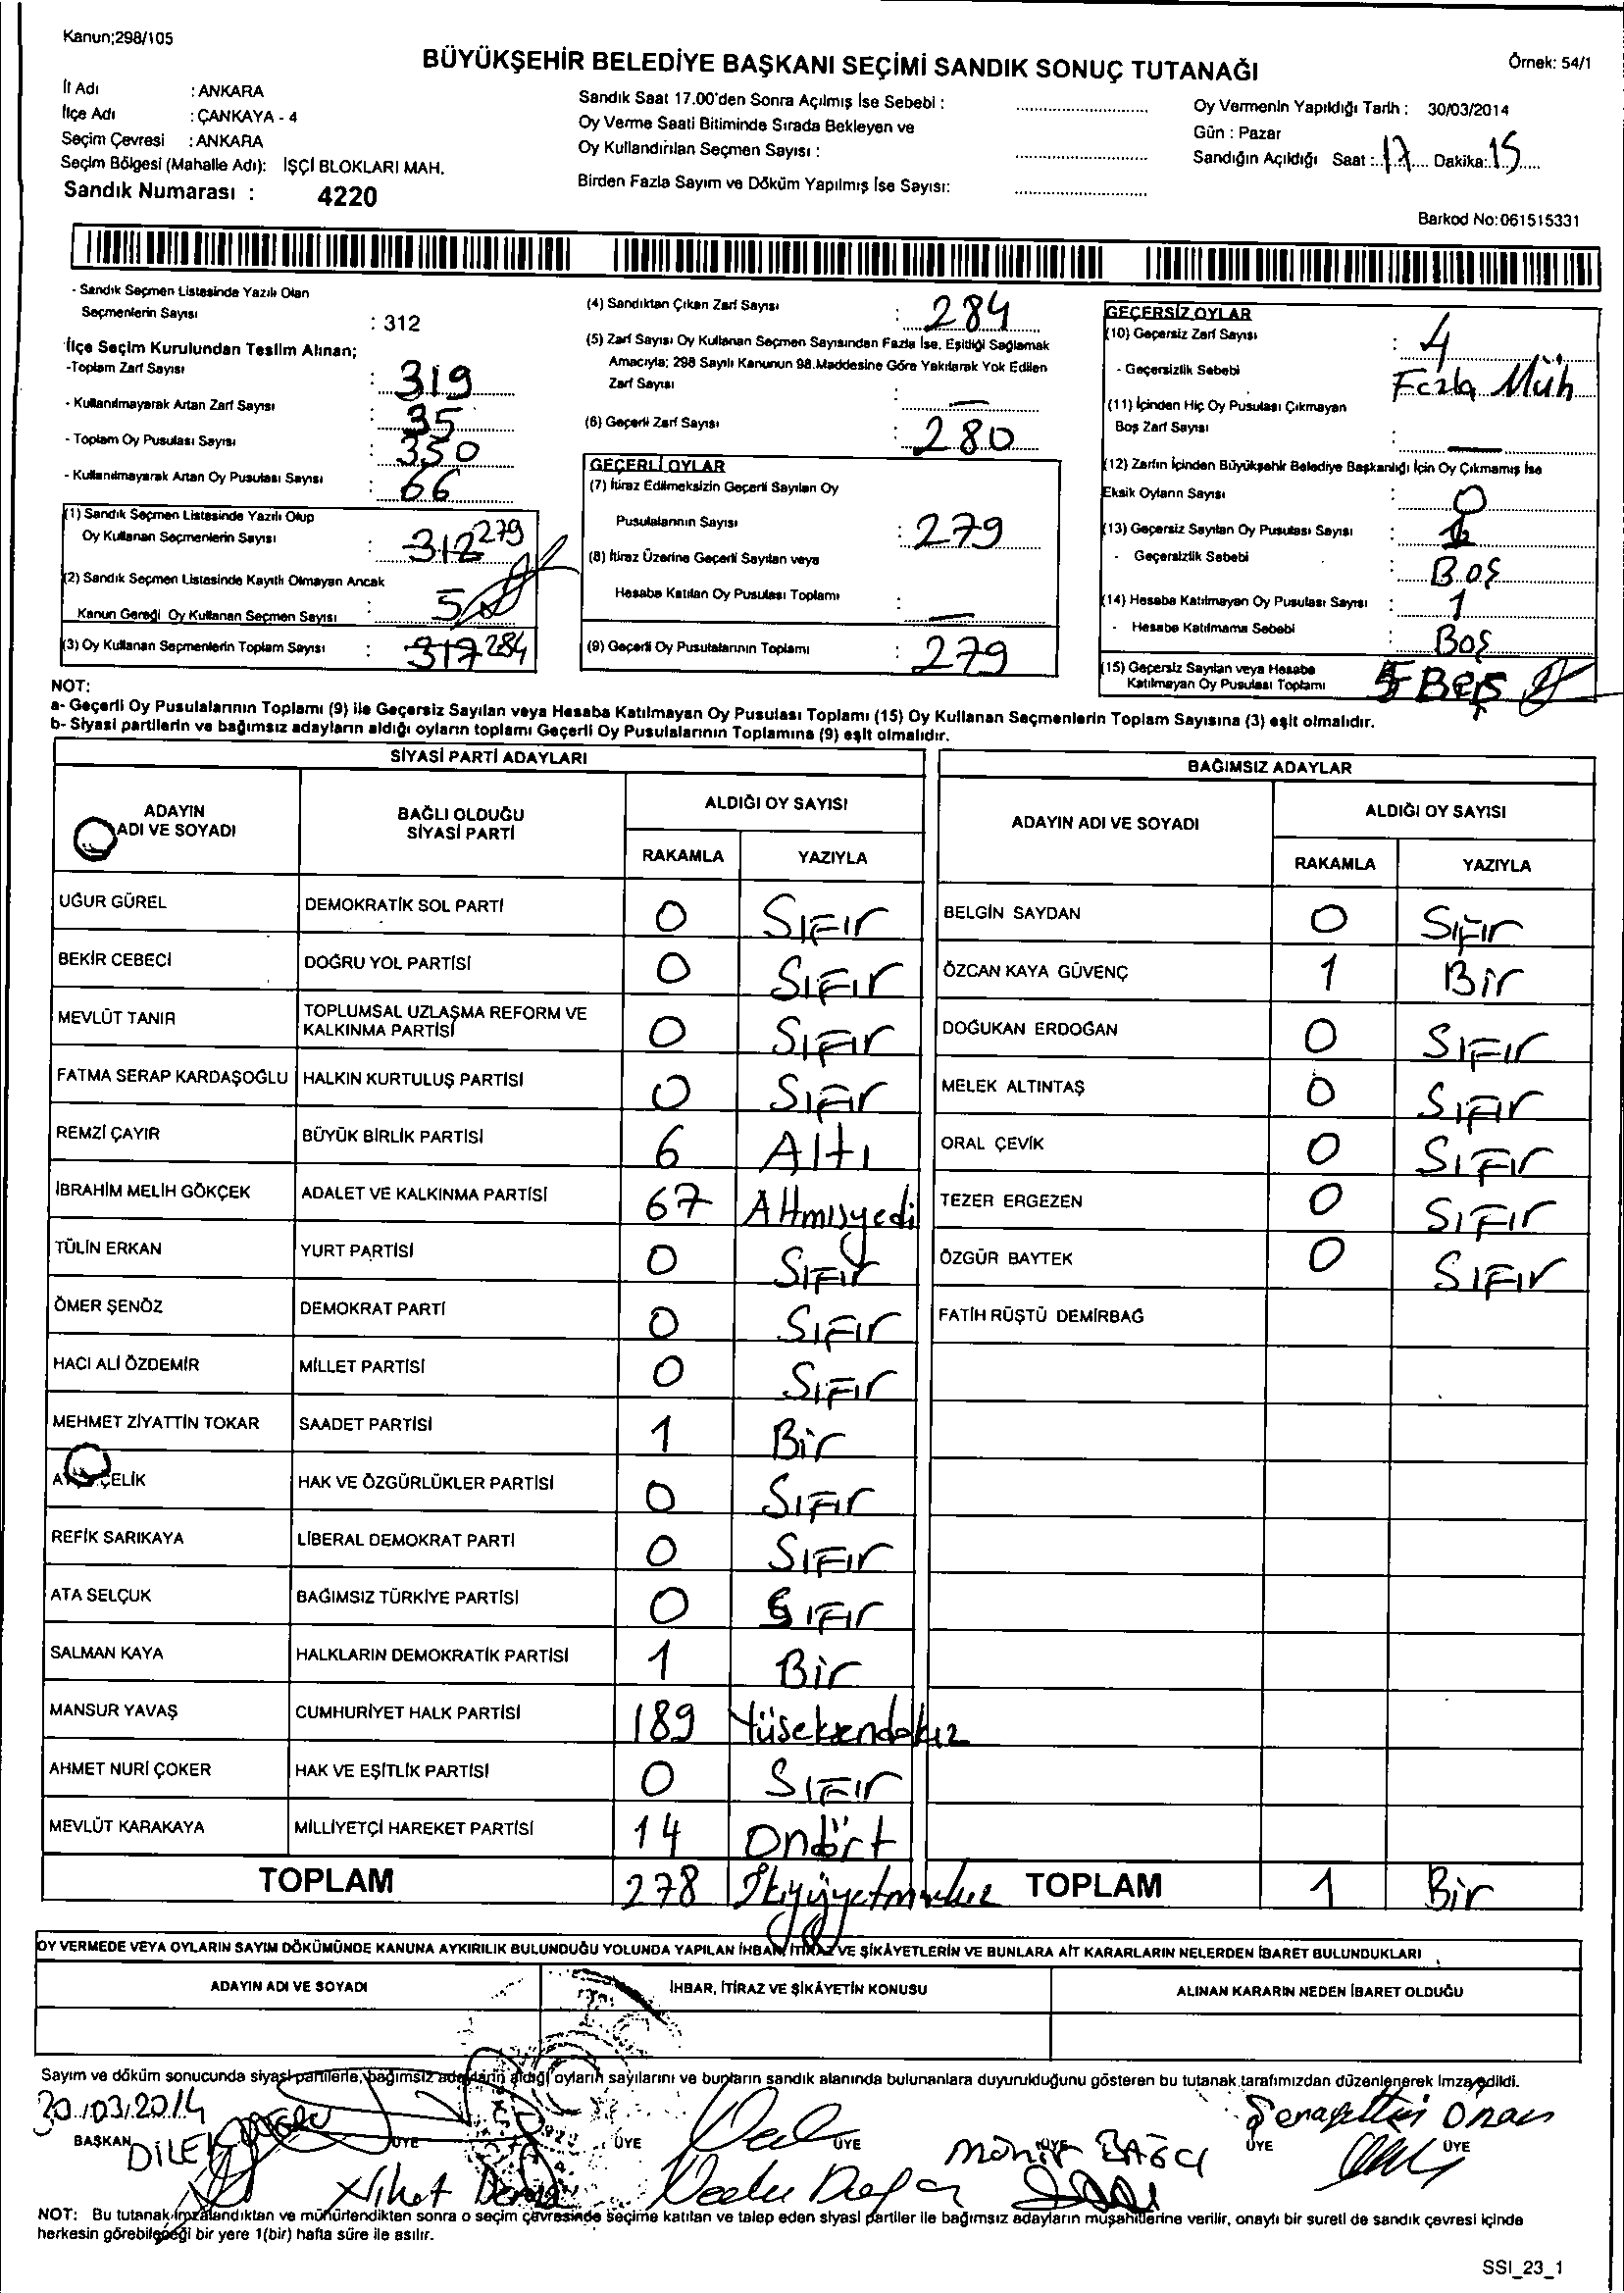 Kanun;298/105
BÜYÜKŞEHİR BELEDİYE BAŞKANI SEÇİMİ SANDIK SONUÇ TUTANAĞI
Örnek: 54/1
İl Adı : ANKARA
İlçe Adı : ÇANKAYA - 4
Seçim Çevresi : ANKARA
Seçim Bölgesi (Mahalle Adı): İŞÇİ BLOKLARI MAH.
Sandık Numarası : 4220
Sandık Saat 17.00'den Sonra Açılmış İse Sebebi :
Oy Verme Saati Bitiminde Sırada Bekleyen ve
Oy Kullandırılan Seçmen Sayısı :
Birden Fazla Sayım ve Döküm Yapılmış İse Sayısı:
Oy Vermenin Yapıldığı Tarih : 30/03/2014
Gün : Pazar
Sandığın Açıldığı Saat : 17 Dakika: 15
Barkod No:061515331
- Sandık Seçmen Listesinde Yazılı Olan
Seçmenlerin Sayısı : 312
İlçe Seçim Kurulundan Teslim Alınan;
-Toplam Zarf Sayısı : 319
- Kullanılmayarak Artan Zarf Sayısı : 35
- Toplam Oy Pusulası Sayısı : 350
- Kullanılmayarak Artan Oy Pusulası Sayısı : 66
(1) Sandık Seçmen Listesinde Yazılı Olup
Oy Kullanan Seçmenlerin Sayısı : 312 279
(2) Sandık Seçmen Listesinde Kayıtlı Olmayan Ancak
Kanun Gereği Oy Kullanan Seçmen Sayısı : 5
(3) Oy Kullanan Seçmenlerin Toplam Sayısı : 317 284
(4) Sandıktan Çıkan Zarf Sayısı : 284
(5) Zarf Sayısı Oy Kullanan Seçmen Sayısından Fazla İse, Eşitliği Sağlamak
Amacıyla; 298 Sayılı Kanunun 98.Maddesine Göre Yakılarak Yok Edilen
Zarf Sayısı : —
(6) Geçerli Zarf Sayısı : 280
GEÇERLİ OYLAR
(7) İtiraz Edilmeksizin Geçerli Sayılan Oy
Pusulalarının Sayısı : 279
(8) İtiraz Üzerine Geçerli Sayılan veya
Hesaba Katılan Oy Pusulası Toplamı : —
(9) Geçerli Oy Pusulalarının Toplamı : 279
GEÇERSİZ OYLAR
(10) Geçersiz Zarf Sayısı : 4
- Geçersizlik Sebebi Fazla Müh
(11) İçinden Hiç Oy Pusulası Çıkmayan
Boş Zarf Sayısı : —
(12) Zarfın İçinden Büyükşehir Belediye Başkanlığı İçin Oy Çıkmamış İse
Eksik Oyların Sayısı : 0
(13) Geçersiz Sayılan Oy Pusulası Sayısı :
- Geçersizlik Sebebi : Boş
(14) Hesaba Katılmayan Oy Pusulası Sayısı : 1
- Hesaba Katılmama Sebebi : Boş
(15) Geçersiz Sayılan veya Hesaba
Katılmayan Oy Pusulası Toplamı 5 BEŞ
NOT:
a- Geçerli Oy Pusulalarının Toplamı (9) ile Geçersiz Sayılan veya Hesaba Katılmayan Oy Pusulası Toplamı (15) Oy Kullanan Seçmenlerin Toplam Sayısına (3) eşit olmalıdır.
b- Siyasi partilerin ve bağımsız adayların aldığı oyların toplamı Geçerli Oy Pusulalarının Toplamına (9) eşit olmalıdır.
SİYASİ PARTİ ADAYLARI
ADAYIN ADI VE SOYADI
BAĞLI OLDUĞU SİYASİ PARTİ
ALDIĞI OY SAYISI
RAKAMLA YAZIYLA
UĞUR GÜREL DEMOKRATİK SOL PARTİ 0 SIFIr
BEKİR CEBECİ DOĞRU YOL PARTİSİ 0 SIFIr
MEVLÜT TANIR TOPLUMSAL UZLAŞMA REFORM VE KALKINMA PARTİSİ 0 SIFIr
FATMA SERAP KARDAŞOĞLU HALKIN KURTULUŞ PARTİSİ 0 SIFIr
REMZİ ÇAYIR BÜYÜK BİRLİK PARTİSİ 6 Altı
İBRAHİM MELİH GÖKÇEK ADALET VE KALKINMA PARTİSİ 67 Altmışyedi
TÜLİN ERKAN YURT PARTİSİ 0 SIFIr
ÖMER ŞENÖZ DEMOKRAT PARTİ 0 SIFIr
HACI ALİ ÖZDEMİR MİLLET PARTİSİ 0 SIFIr
MEHMET ZİYATTİN TOKAR SAADET PARTİSİ 1 Bir
ÇELİK HAK VE ÖZGÜRLÜKLER PARTİSİ 0 SIFIr
REFİK SARIKAYA LİBERAL DEMOKRAT PARTİ 0 SIFIr
ATA SELÇUK BAĞIMSIZ TÜRKİYE PARTİSİ 0 SIFIr
SALMAN KAYA HALKLARIN DEMOKRATİK PARTİSİ 1 Bir
MANSUR YAVAŞ CUMHURİYET HALK PARTİSİ 189
AHMET NURİ ÇOKER HAK VE EŞİTLİK PARTİSİ 0 SIFIr
MEVLÜT KARAKAYA MİLLİYETÇİ HAREKET PARTİSİ 14 Ondört
TOPLAM 278
BAĞIMSIZ ADAYLAR
ADAYIN ADI VE SOYADI
ALDIĞI OY SAYISI
RAKAMLA YAZIYLA
BELGİN SAYDAN 0 SIFIr
ÖZCAN KAYA GÜVENÇ 1 Bir
DOĞUKAN ERDOĞAN 0 SIFIr
MELEK ALTINTAŞ 0 SIFIr
ORAL ÇEVİK 0 SIFIr
TEZER ERGEZEN 0 SIFIr
ÖZGÜR BAYTEK 0 SIFIr
FATİH RÜŞTÜ DEMİRBAĞ
TOPLAM 1 Bir
OY VERMEDE VEYA OYLARIN SAYIM DÖKÜMÜNDE KANUNA AYKIRILIK BULUNDUĞU YOLUNDA YAPILAN İHBAR, İTİRAZ VE ŞİKÂYETLERİN VE BUNLARA AİT KARARLARIN NELERDEN İBARET BULUNDUKLARI
ADAYIN ADI VE SOYADI İHBAR, İTİRAZ VE ŞİKÂYETİN KONUSU ALINAN KARARIN NEDEN İBARET OLDUĞU
Sayım ve döküm sonucunda siyasi partilerle, bağımsız adayların aldığı oyların sayılarını ve bunların sandık alanında bulunanlara duyurulduğunu gösteren bu tutanak tarafımızdan düzenlenerek imza edildi.
30.03.2014
Şerafettin Onan
BAŞKAN ÜYE ÜYE ÜYE ÜYE ÜYE ÜYE
DİLEK
BAĞCI
Nihat
NOT: Bu tutanak imzalandıktan ve mühürlendikten sonra o seçim çevresinde seçime katılan ve talep eden siyasi partiler ile bağımsız adayların müşahitlerine verilir, onaylı bir sureti de sandık çevresi içinde
herkesin görebileceği bir yere 1(bir) hafta süre ile asılır.
SSI_23_1